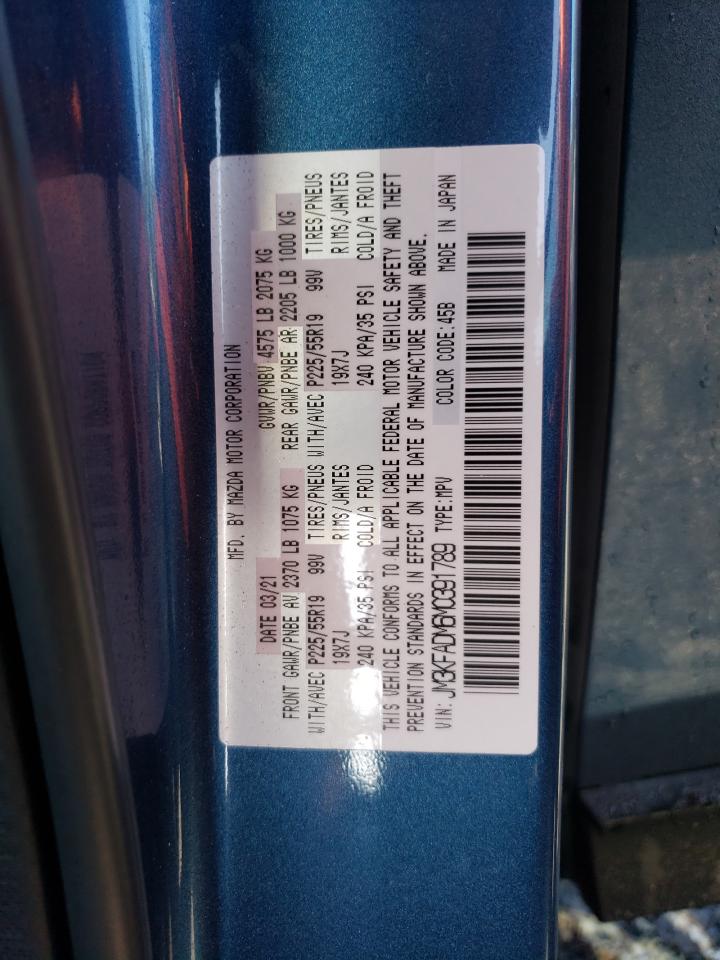 MFD. BY MAZDA MOTOR CORPORATION
DATE 03/21 GVWR/PNBV 4575 LB 2075 KG
FRONT GAWR/PNBE AV 2370 LB 1075 KG REAR GAWR/PNBE AR 2205 LB 1000 KG
WITH/AVEC P225/55R19 99V TIRES/PNEUS WITH/AVEC P225/55R19 99V TIRES/PNEUS
19X7J RIMS/JANTES 19X7J RIMS/JANTES
240 KPA/35 PSI COLD/A FROID 240 KPA/35 PSI COLD/A FROID
THIS VEHICLE CONFORMS TO ALL APPLICABLE FEDERAL MOTOR VEHICLE SAFETY AND THEFT
PREVENTION STANDARDS IN EFFECT ON THE DATE OF MANUFACTURE SHOWN ABOVE.
VIN: JM3KFADM6M0391789 TYPE:MPV COLOR CODE:45B MADE IN JAPAN